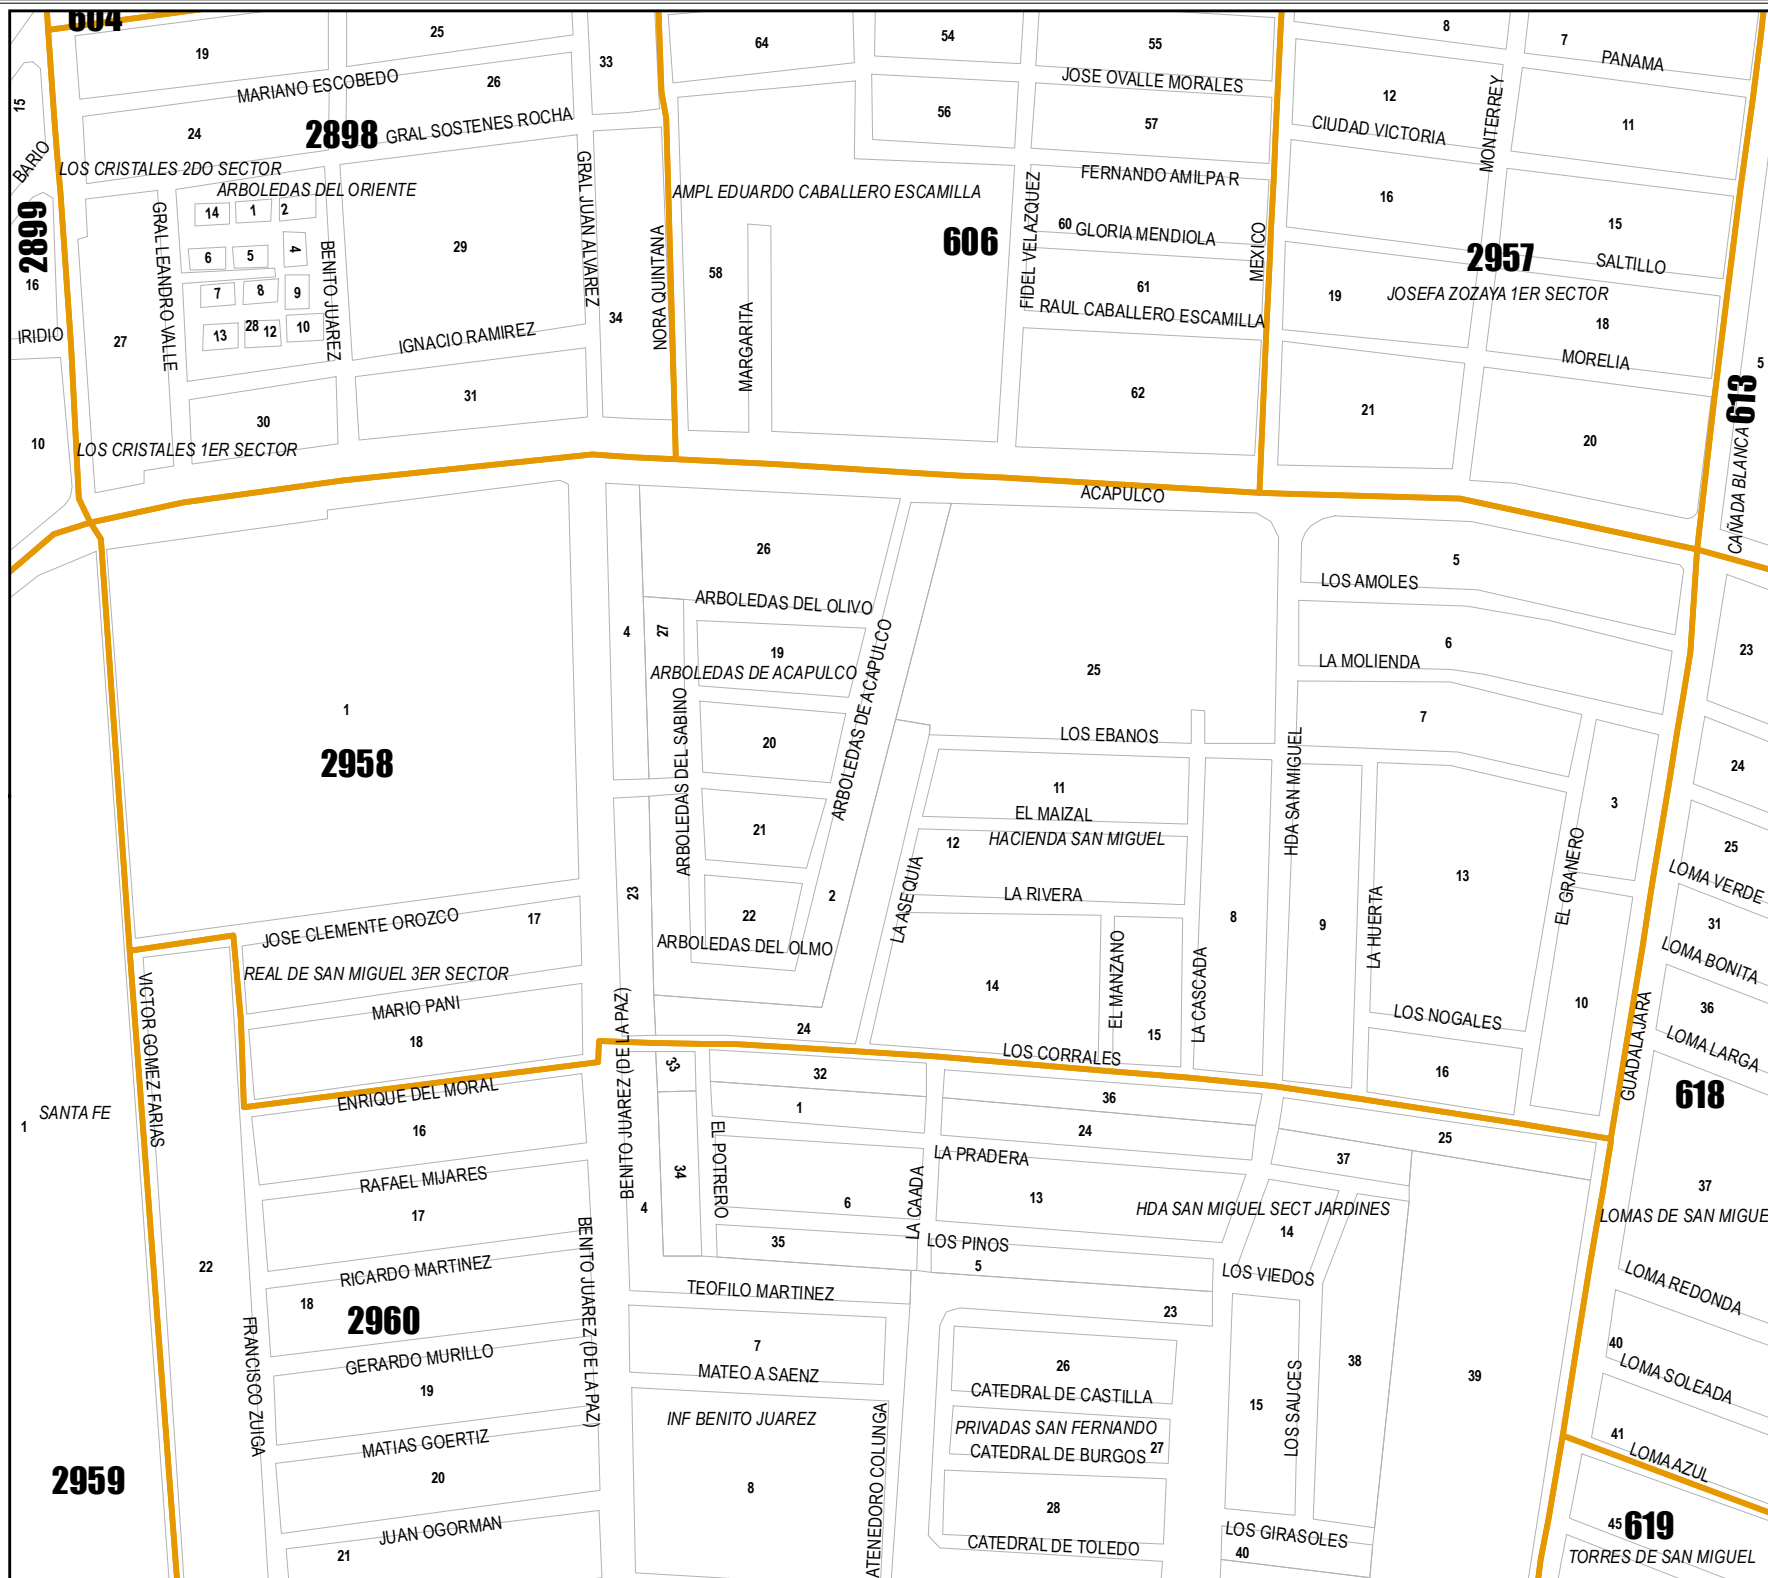 604
19
25
33
64
54
55
8
7
PANAMA
MARIANO ESCOBEDO
26
JOSE OVALLE MORALES
12
MONTERREY
11
15
24
2898
GRAL SOSTENES ROCHA
56
57
CIUDAD VICTORIA
BARIO
LOS CRISTALES 2DO SECTOR
ARBOLEDAS DEL ORIENTE
AMPL EDUARDO CABALLERO ESCAMILLA
FERNANDO AMILPA R
16
15
14
1
2
29
GRAL JUAN ALVAREZ
FIDEL VELAZQUEZ
60
GLORIA MENDIOLA
606
MEXICO
2957
SALTILLO
2899
GRAL LEANDRO VALLE
6
5
4
BENITO JUAREZ
NORA QUINTANA
58
61
19
JOSEFA ZOZAYA 1ER SECTOR
16
7
8
9
RAUL CABALLERO ESCAMILLA
18
IRIDIO
27
13
28
12
10
IGNACIO RAMIREZ
34
MARGARITA
MORELIA
5
31
62
21
613
10
30
20
LOS CRISTALES 1ER SECTOR
CAÑADA BLANCA
ACAPULCO
26
5
LOS AMOLES
ARBOLEDAS DEL OLIVO
4
27
19
ARBOLEDAS DE ACAPULCO
ARBOLEDAS DE ACAPULCO
25
6
LA MOLIENDA
23
1
2958
ARBOLEDAS DEL SABINO
20
LOS EBANOS
HDA SAN MIGUEL
7
24
11
EL MAIZAL
3
21
12
HACIENDA SAN MIGUEL
25
LOMA VERDE
23
2
LA ASEQUIA
LA RIVERA
13
EL GRANERO
JOSE CLEMENTE OROZCO
17
22
8
9
LA HUERTA
31
LOMA BONITA
ARBOLEDAS DEL OLMO
REAL DE SAN MIGUEL 3ER SECTOR
EL MANZANO
LA CASCADA
14
MARIO PANI
VICTOR GOMEZ FARIAS
BENITO JUAREZ (DE LA PAZ)
10
36
18
24
15
LOS NOGALES
GUADALAJARA
LOMA LARGA
LOS CORRALES
33
32
16
ENRIQUE DEL MORAL
1
36
618
1
SANTA FE
16
24
25
EL POTRERO
LA PRADERA
37
RAFAEL MIJARES
34
6
LA CAADA
13
HDA SAN MIGUEL SECT JARDINES
37
LOMAS DE SAN MIGUE
17
4
35
LOS PINOS
14
22
RICARDO MARTINEZ
BENITO JUAREZ (DE LA PAZ)
5
LOS VIEDOS
LOMA REDONDA
18
2960
TEOFILO MARTINEZ
23
FRANCISCO ZUIGA
GERARDO MURILLO
7
MATEO A SAENZ
26
CATEDRAL DE CASTILLA
38
39
40
LOMA SOLEADA
19
INF BENITO JUAREZ
PRIVADAS SAN FERNANDO
15
LOS SAUCES
MATIAS GOERTIZ
ATENEDORO COLUNGA
CATEDRAL DE BURGOS
27
41
LOMA AZUL
2959
20
8
28
JUAN OGORMAN
CATEDRAL DE TOLEDO
LOS GIRASOLES
45
619
21
40
TORRES DE SAN MIGUEL